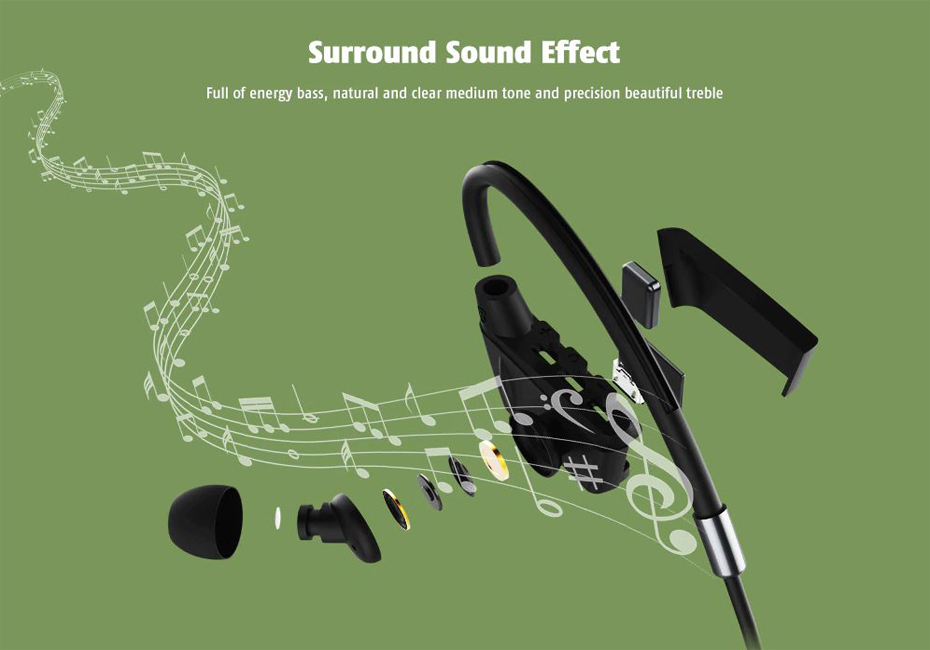 Surround Sound Effect
Full of energy bass, natural and clear medium tone and precision beautiful treble